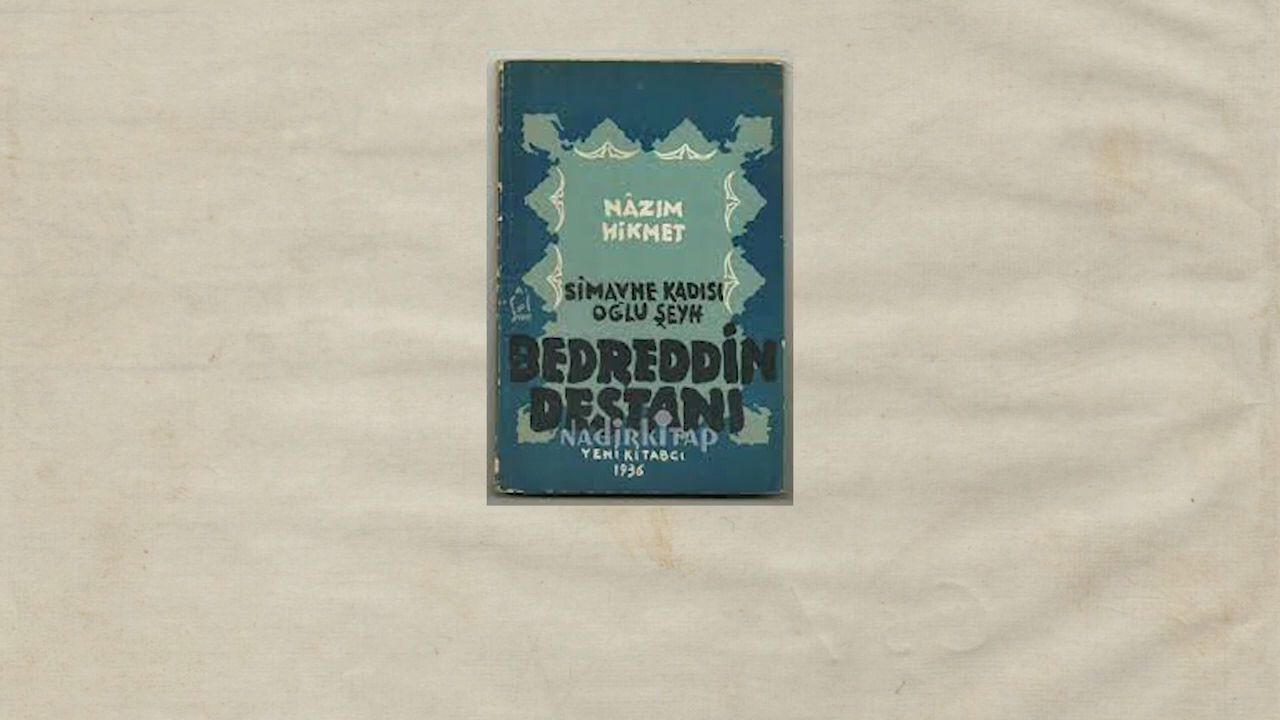 NÂZIM
HİKMET
SİMAVNE KADISI
OĞLU ŞEYH
BEDREDDİN
DESTANI
NADİRKİTAP
YENİ KİTABCI
1936